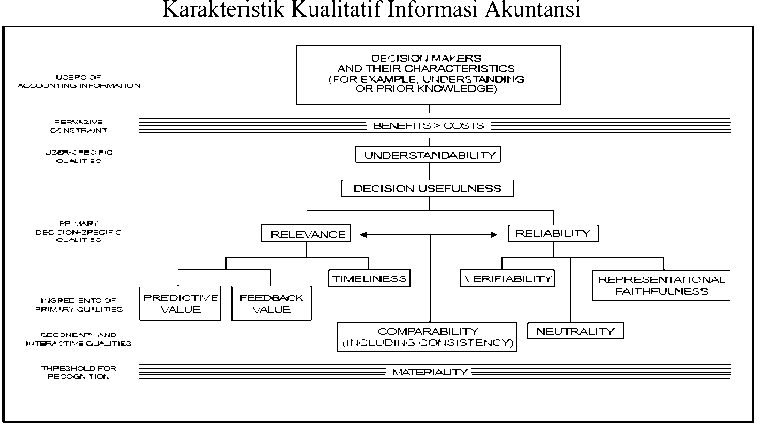 Karakteristik Kualitatif Informasi Akuntansi
DECISION MAKERS
AND THEIR CHARACTERISTICS
(FOR EXAMPLE, UNDERSTANDING
OR PRIOR KNOWLEDGE)
USERS OF
ACCOUNTING INFORMATION
PERVASIVE
CONSTRAINT
BENEFITS > COSTS
USER-SPECIFIC
QUALITIES
UNDERSTANDABILITY
DECISION USEFULNESS
PRIMARY
DECISION-SPECIFIC
QUALITIES
RELEVANCE
RELIABILITY
TIMELINESS
VERIFIABILITY
REPRESENTATIONAL
FAITHFULNESS
INGREDIENTS OF
PRIMARY QUALITIES
PREDICTIVE
VALUE
FEEDBACK
VALUE
SECONDARY AND
INTERACTIVE QUALITIES
COMPARABILITY
(INCLUDING CONSISTENCY)
NEUTRALITY
THRESHOLD FOR
RECOGNITION
MATERIALITY